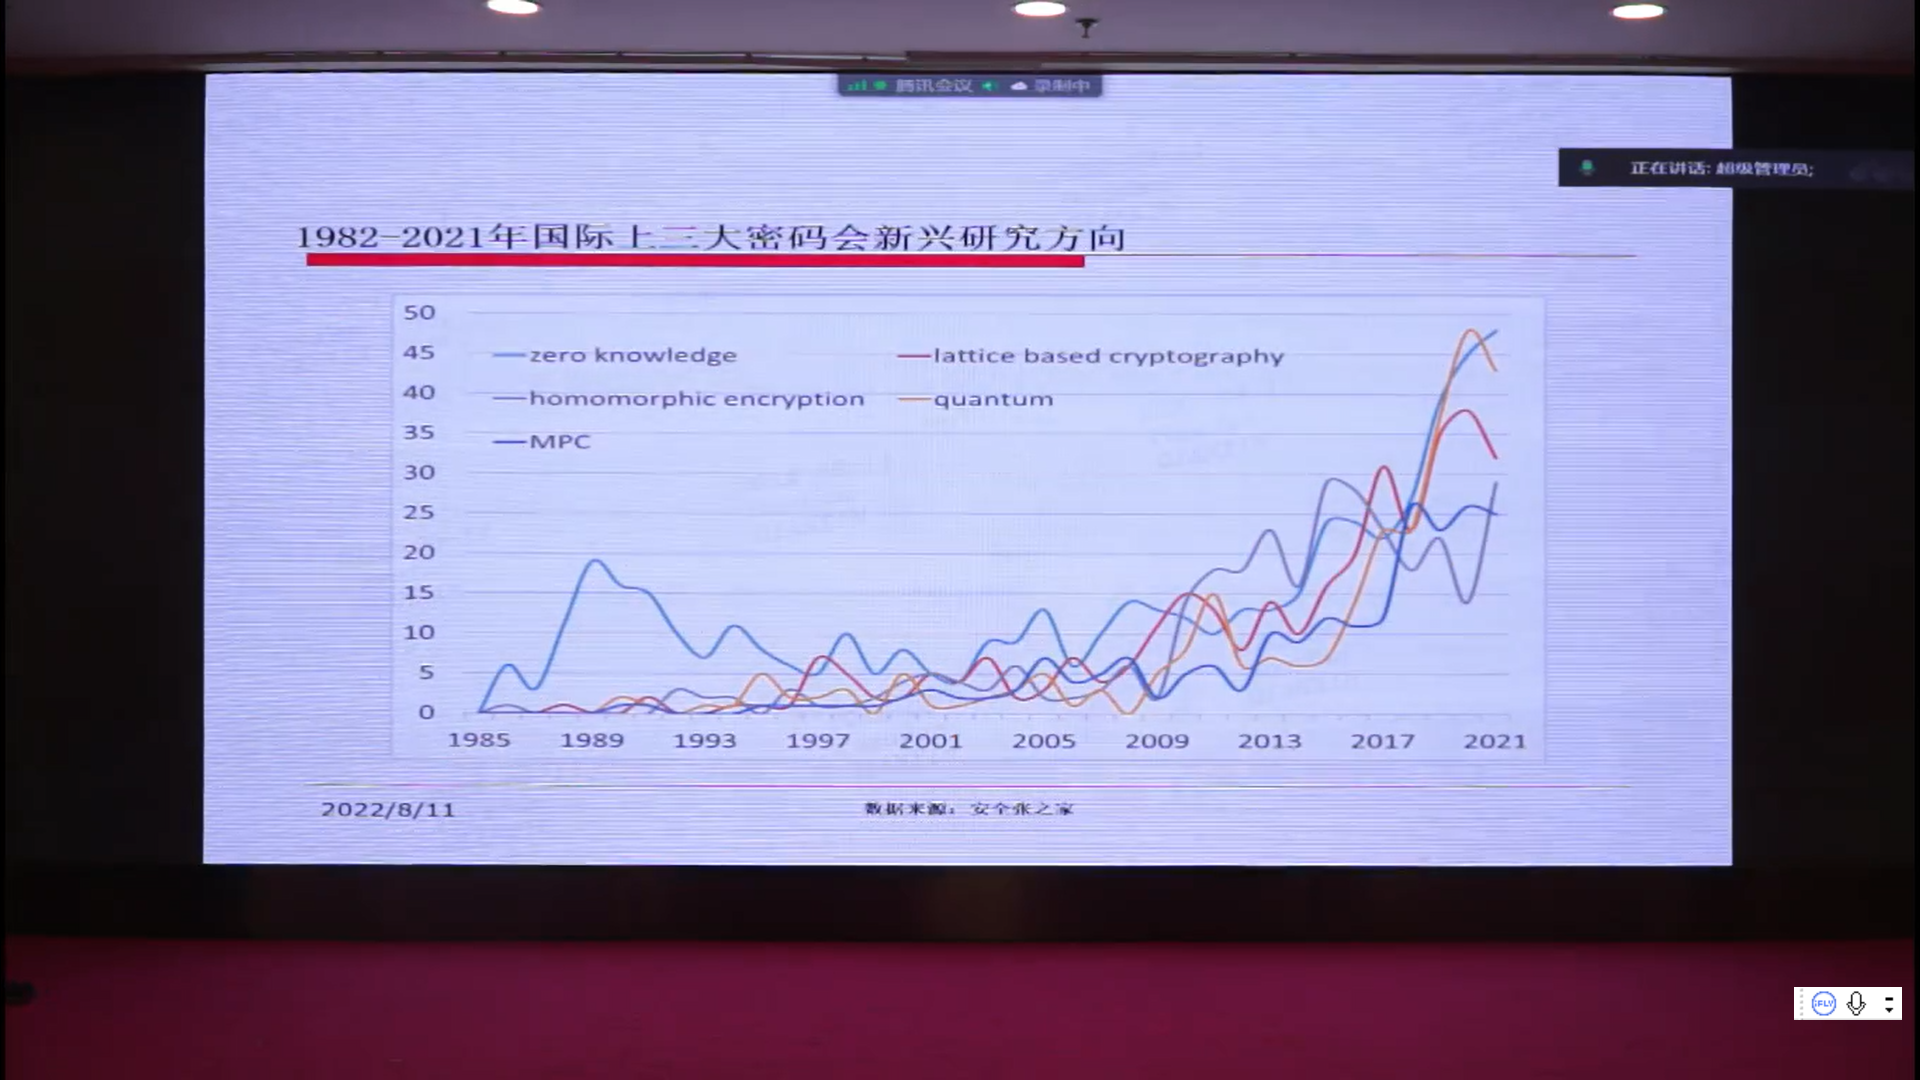 腾讯会议 录制中
正在讲话: 超级管理员;
1982-2021年国际上三大密码会新兴研究方向
50
45
40
35
30
25
20
15
10
5
0
zero knowledge
lattice based cryptography
homomorphic encryption
quantum
MPC
1985 1989 1993 1997 2001 2005 2009 2013 2017 2021
2022/8/11
数据来源：安全张之家
iFLY